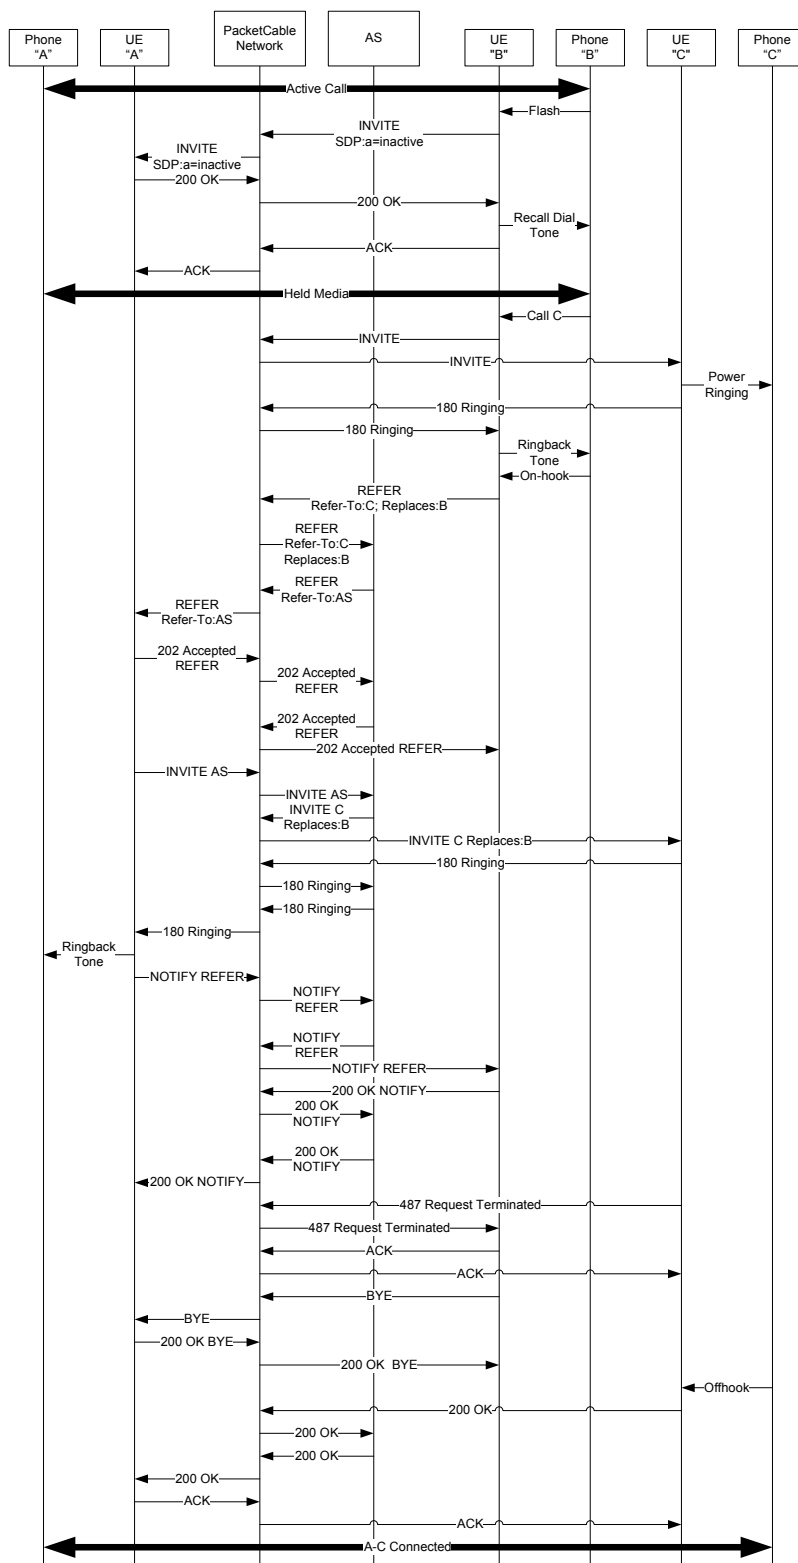 Phone
“A”
UE
“A”
PacketCable
Network
AS
UE
"B"
Phone
“B”
UE
"C"
Phone
“C”
Active Call
Flash
INVITE
SDP:a=inactive
INVITE
SDP:a=inactive
200 OK
200 OK
Recall Dial
Tone
ACK
ACK
Held Media
Call C
INVITE
INVITE
Power
Ringing
180 Ringing
180 Ringing
Ringback
Tone
On-hook
REFER
Refer-To:C; Replaces:B
REFER
Refer-To:C
Replaces:B
REFER
Refer-To:AS
REFER
Refer-To:AS
202 Accepted
REFER
202 Accepted
REFER
202 Accepted
REFER
202 Accepted REFER
INVITE AS
INVITE AS
INVITE C
Replaces:B
INVITE C Replaces:B
180 Ringing
180 Ringing
180 Ringing
180 Ringing
Ringback
Tone
NOTIFY REFER
NOTIFY
REFER
NOTIFY
REFER
NOTIFY REFER
200 OK NOTIFY
200 OK
NOTIFY
200 OK
NOTIFY
200 OK NOTIFY
487 Request Terminated
487 Request Terminated
ACK
ACK
BYE
BYE
200 OK BYE
200 OK  BYE
Offhook
200 OK
200 OK
200 OK
200 OK
ACK
ACK
A-C Connected